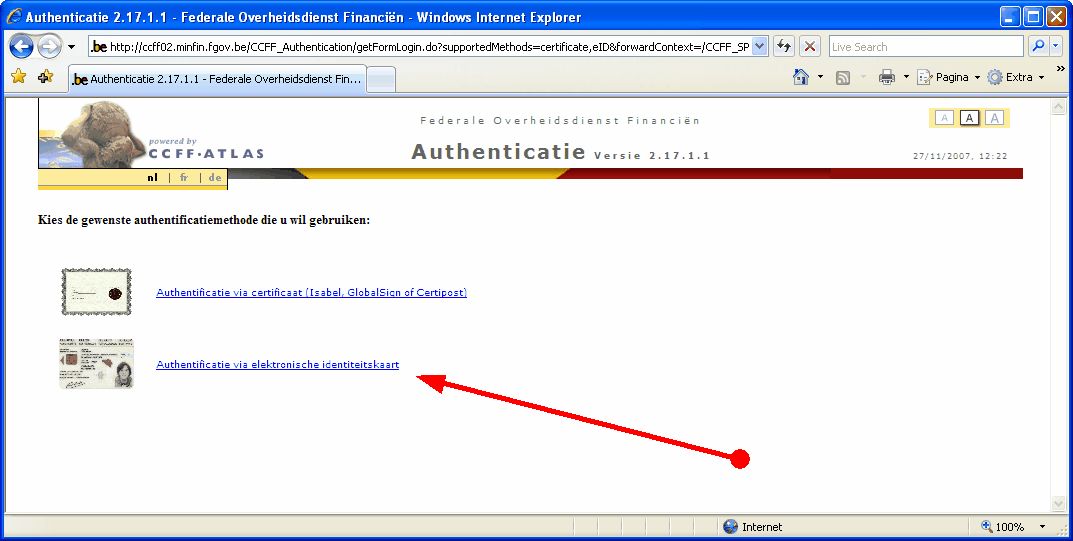 Authenticatie 2.17.1.1 - Federale Overheidsdienst Financiën - Windows Internet Explorer
.be http://ccff02.minfin.fgov.be/CCFF_Authentication/getFormLogin.do?supportedMethods=certificate,eID&forwardContext=/CCFF_SP
Live Search
.be Authenticatie 2.17.1.1 - Federale Overheidsdienst Fin...
Pagina
Extra
»
powered by
CCFF·ATLAS
Federale Overheidsdienst Financiën
Authenticatie Versie 2.17.1.1
A A A
27/11/2007, 12:22
nl | fr | de
Kies de gewenste authentificatiemethode die u wil gebruiken:
Authentificatie via certificaat (Isabel, GlobalSign of Certipost)
Authentificatie via elektronische identiteitskaart
Internet
100%